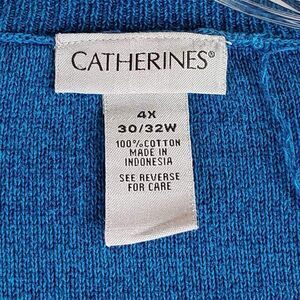 CATHERINES®
4X
30/32W
100% COTTON
MADE IN
INDONESIA
SEE REVERSE
FOR CARE